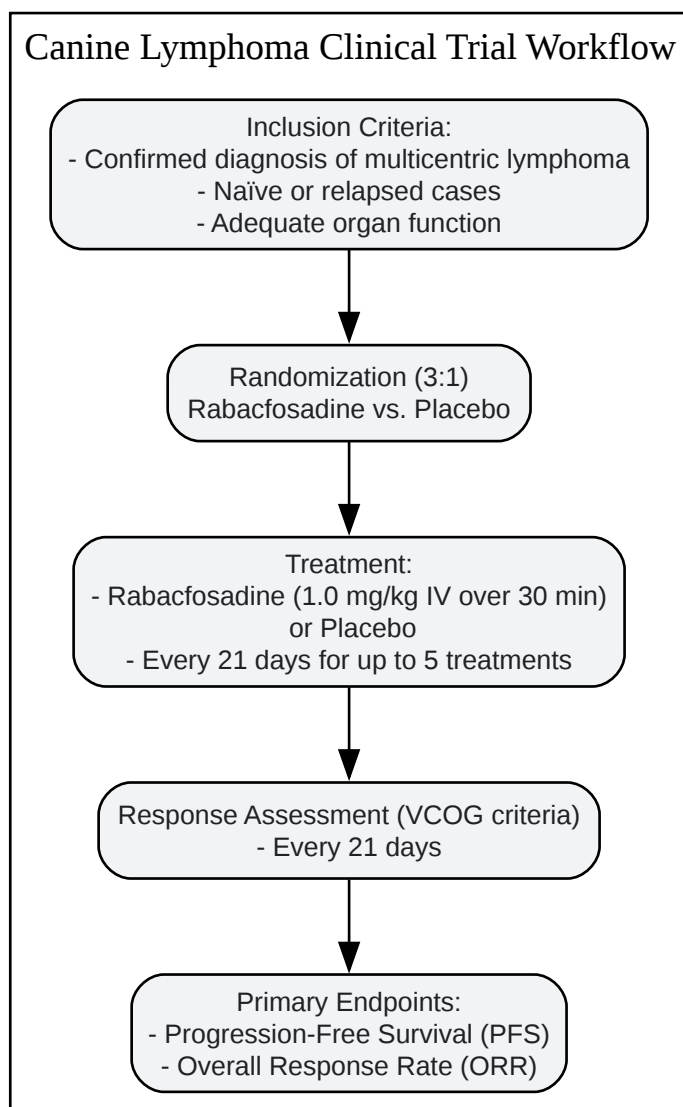 Canine Lymphoma Clinical Trial Workflow
Inclusion Criteria:
- Confirmed diagnosis of multicentric lymphoma
- Naïve or relapsed cases
- Adequate organ function
Randomization (3:1)
Rabacfosadine vs. Placebo
Treatment:
- Rabacfosadine (1.0 mg/kg IV over 30 min)
or Placebo
- Every 21 days for up to 5 treatments
Response Assessment (VCOG criteria)
- Every 21 days
Primary Endpoints:
- Progression-Free Survival (PFS)
- Overall Response Rate (ORR)